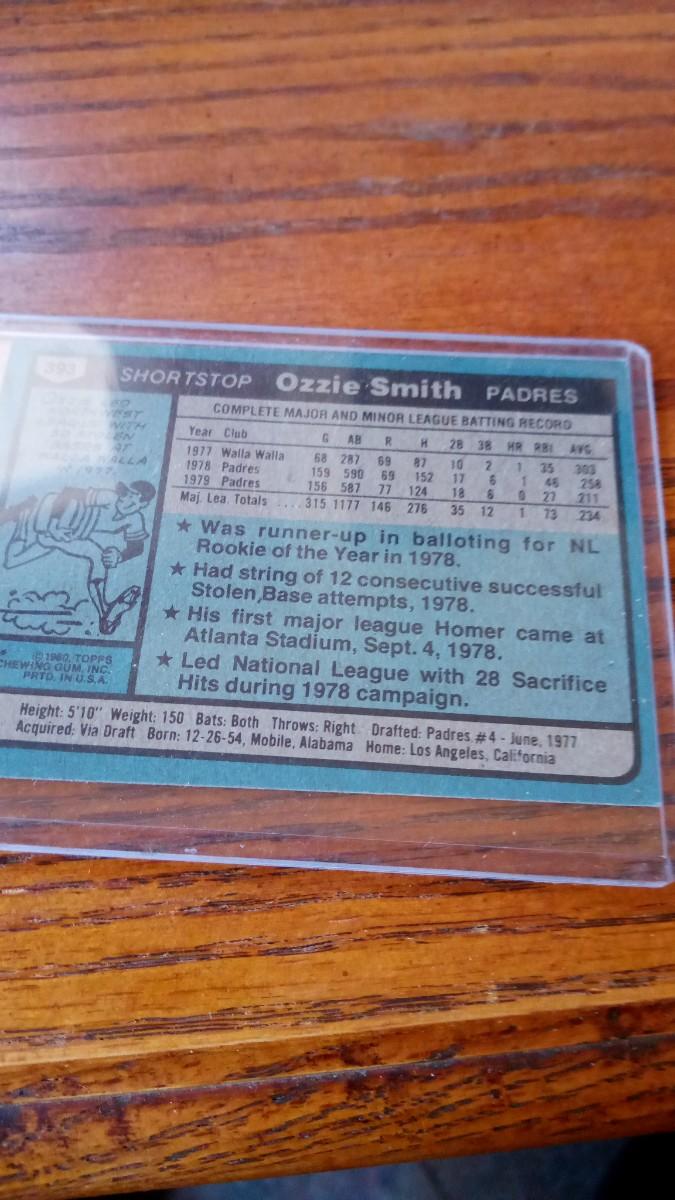 393 SHORTSTOP Ozzie Smith PADRES
COMPLETE MAJOR AND MINOR LEAGUE BATTING RECORD
Year Club G AB R H 2B 3B HR RBI AVG
1977 Walla Walla 68 287 69 87 10 2 1 35 303
1978 Padres 159 590 69 152 17 6 1 46 258
1979 Padres 156 587 77 124 18 6 0 27 211
Maj. Lea. Totals .... 315 1177 146 276 35 12 1 73 234
★ Was runner-up in balloting for NL
Rookie of the Year in 1978.
★ Had string of 12 consecutive successful
Stolen Base attempts, 1978.
★ His first major league Homer came at
Atlanta Stadium, Sept. 4, 1978.
★ Led National League with 28 Sacrifice
Hits during 1978 campaign.
©1980, TOPPS
CHEWING GUM, INC.
PRTD. IN U.S.A.
Height: 5'10" Weight: 150 Bats: Both Throws: Right Drafted: Padres #4 - June, 1977
Acquired: Via Draft Born: 12-26-54, Mobile, Alabama Home: Los Angeles, California